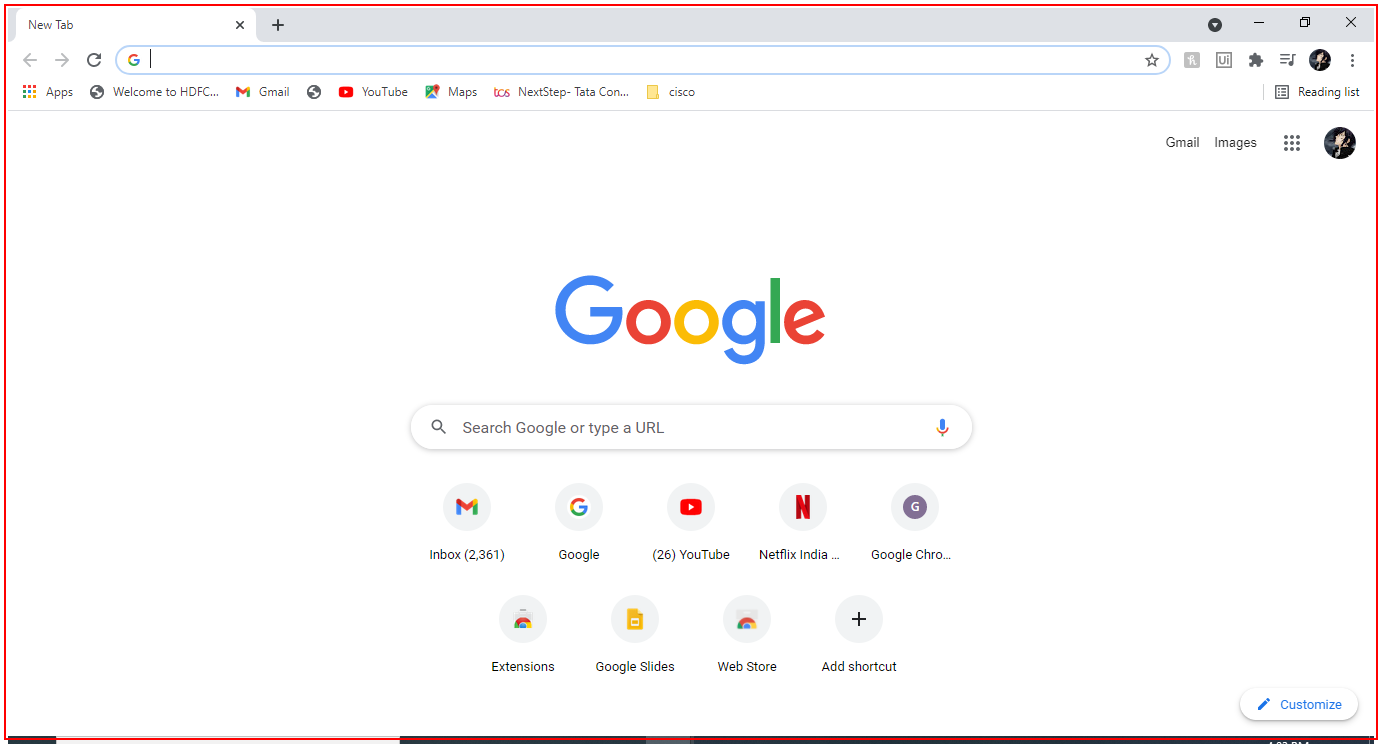 New Tab
Apps Welcome to HDFC... Gmail YouTube Maps tcs NextStep- Tata Con... cisco Reading list
Gmail Images
Google
Search Google or type a URL
Inbox (2,361) Google (26) YouTube Netflix India ... Google Chro...
Extensions Google Slides Web Store Add shortcut
Customize